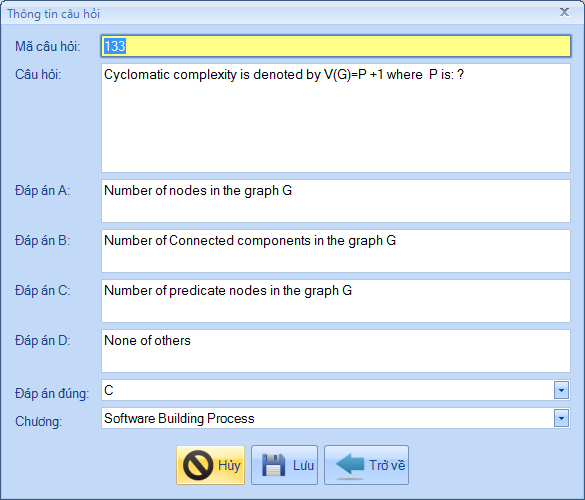 Thông tin câu hỏi
Mã câu hỏi: 133
Câu hỏi: Cyclomatic complexity is denoted by V(G)=P +1 where  P is: ?
Đáp án A: Number of nodes in the graph G
Đáp án B: Number of Connected components in the graph G
Đáp án C: Number of predicate nodes in the graph G
Đáp án D: None of others
Đáp án đúng: C
Chương: Software Building Process
Hủy Lưu Trở về